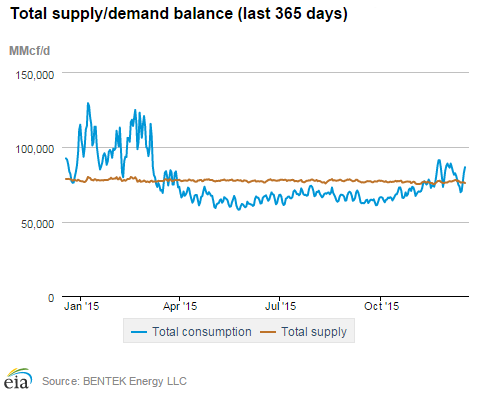 Total supply/demand balance (last 365 days)
MMcf/d
150,000
100,000
50,000
0
Jan '15 Apr '15 Jul '15 Oct '15
Total consumption Total supply
eia Source: BENTEK Energy LLC